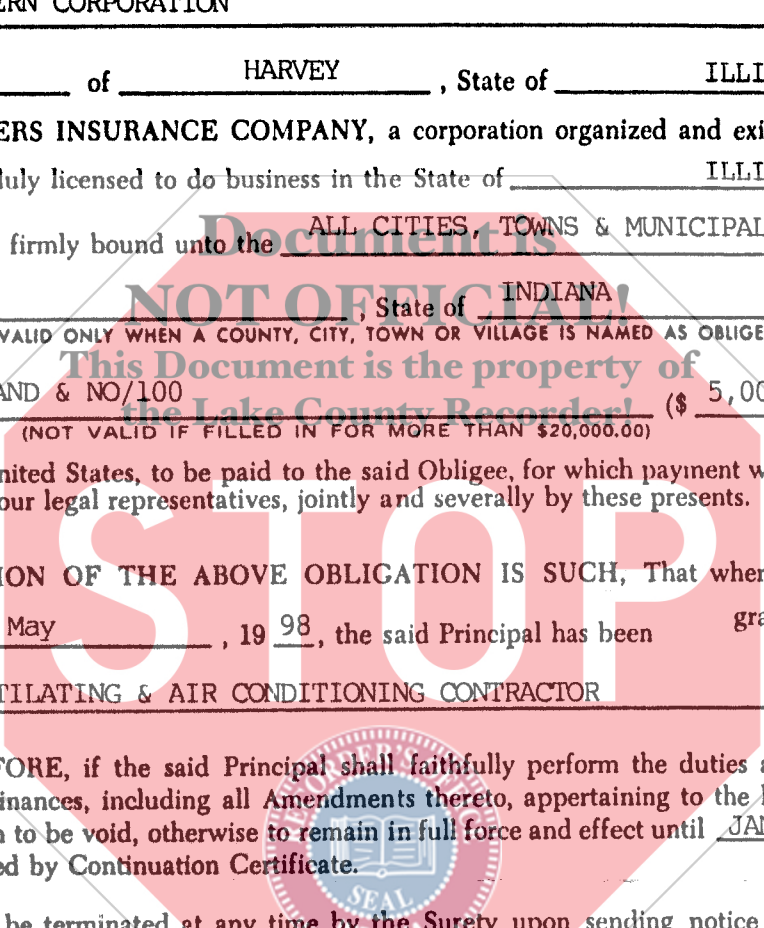 ERN CORPORATION
of HARVEY , State of ILLI
ERS INSURANCE COMPANY, a corporation organized and exi
duly licensed to do business in the State of ILLI
Document is
firmly bound unto the ALL CITIES, TOWNS & MUNICIPAL
NOT OFFICIAL!
, State of INDIANA
VALID ONLY WHEN A COUNTY, CITY, TOWN OR VILLAGE IS NAMED AS OBLIGE
This Document is the property of
AND & NO/100 ($ 5,00
the Lake County Recorder!
(NOT VALID IF FILLED IN FOR MORE THAN $20,000.00)
nited States, to be paid to the said Obligee, for which payment w
our legal representatives, jointly and severally by these presents.
STOP
ION OF THE ABOVE OBLIGATION IS SUCH, That wher
May , 19 98, the said Principal has been gra
TILATING & AIR CONDITIONING CONTRACTOR
FORE, if the said Principal shall faithfully perform the duties a
inances, including all Amendments thereto, appertaining to the l
n to be void, otherwise to remain in full force and effect until JAN
ed by Continuation Certificate.
SEAL
be terminated at any time by the Surety upon sending notice